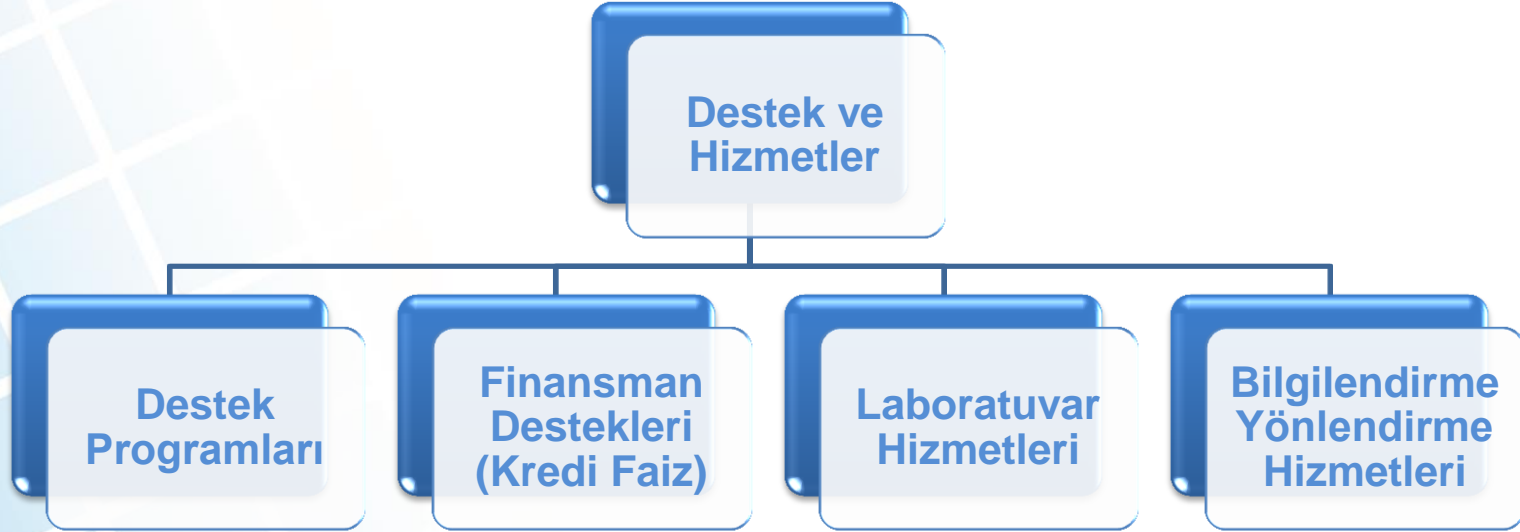 Destek ve
Hizmetler
Destek
Programları
Finansman
Destekleri
(Kredi Faiz)
Laboratuvar
Hizmetleri
Bilgilendirme
Yönlendirme
Hizmetleri